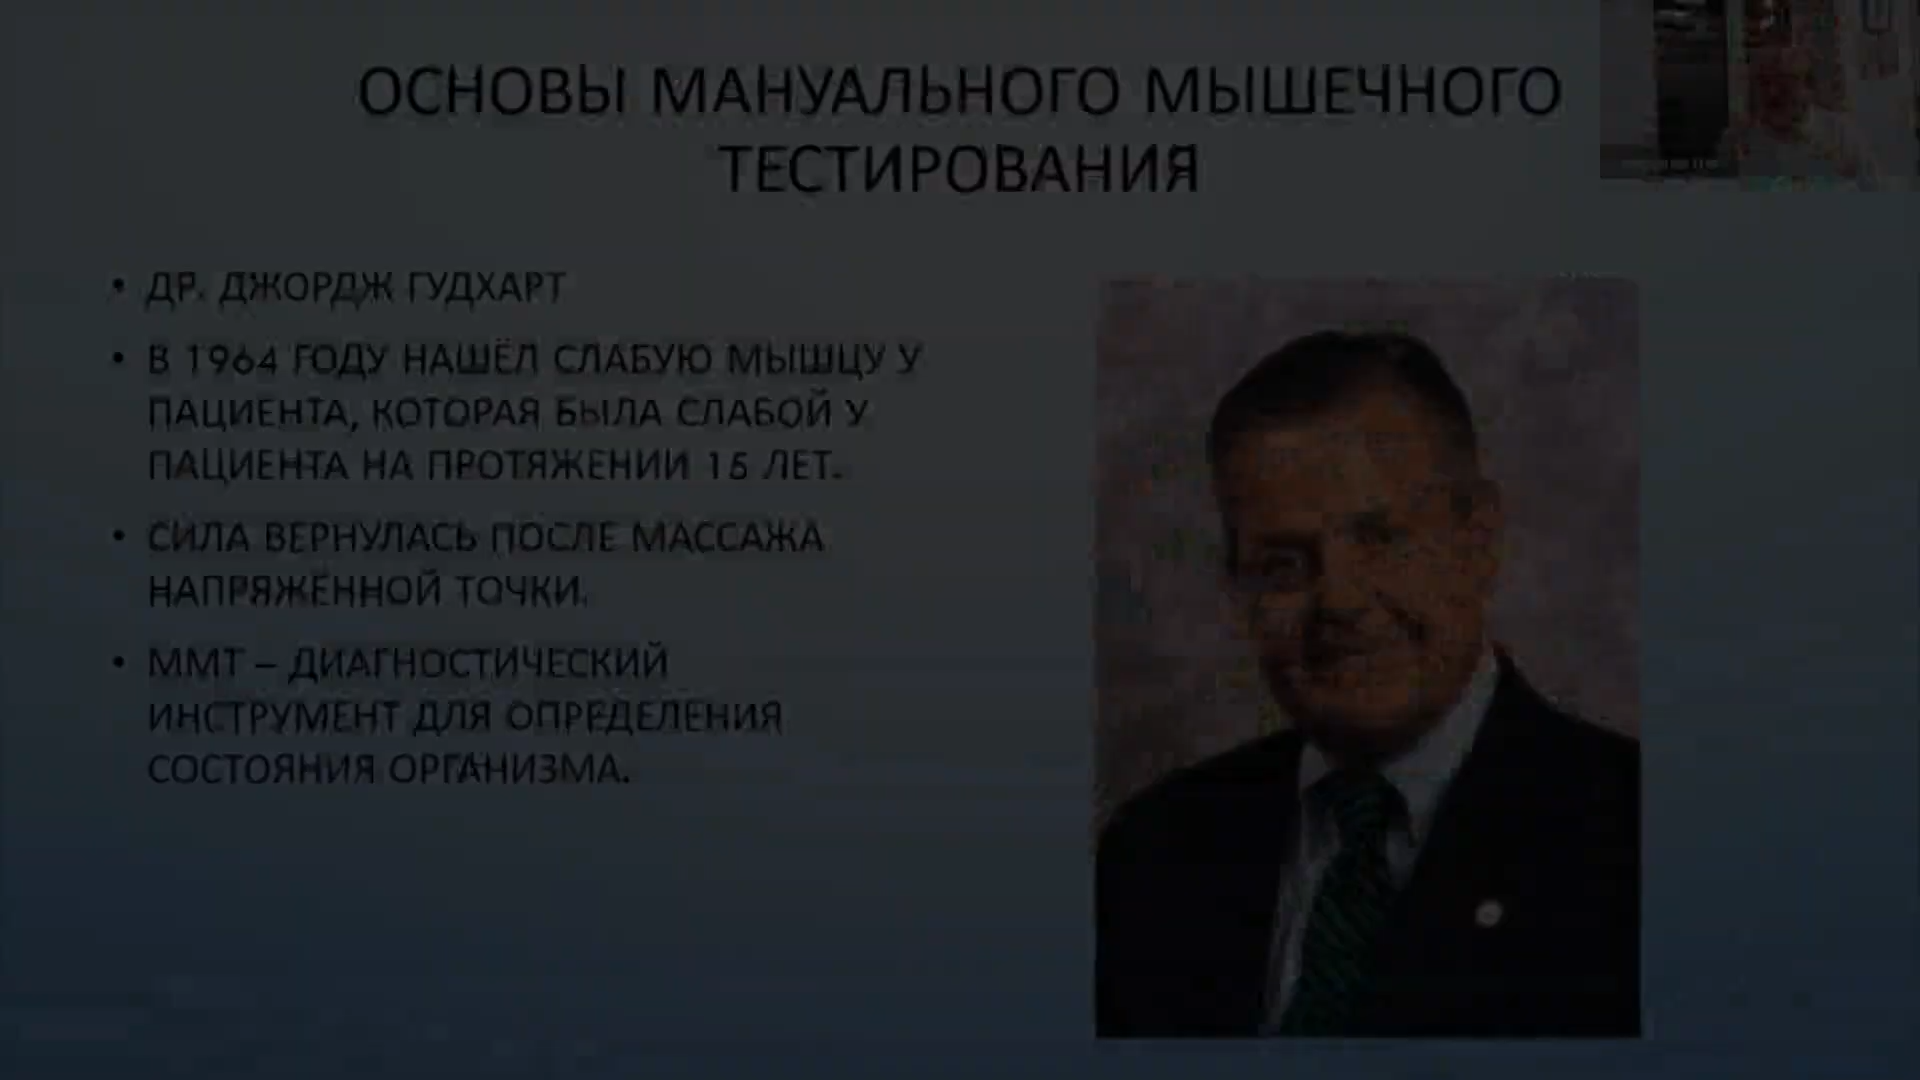 ОСНОВЫ МАНУАЛЬНОГО МЫШЕЧНОГО
ТЕСТИРОВАНИЯ
• ДР. ДЖОРДЖ ГУДХАРТ
• В 1964 ГОДУ НАШЁЛ СЛАБУЮ МЫШЦУ У
ПАЦИЕНТА, КОТОРАЯ БЫЛА СЛАБОЙ У
ПАЦИЕНТА НА ПРОТЯЖЕНИИ 15 ЛЕТ.
• СИЛА ВЕРНУЛАСЬ ПОСЛЕ МАССАЖА
НАПРЯЖЁННОЙ ТОЧКИ.
• ММТ – ДИАГНОСТИЧЕСКИЙ
ИНСТРУМЕНТ ДЛЯ ОПРЕДЕЛЕНИЯ
СОСТОЯНИЯ ОРГАНИЗМА.